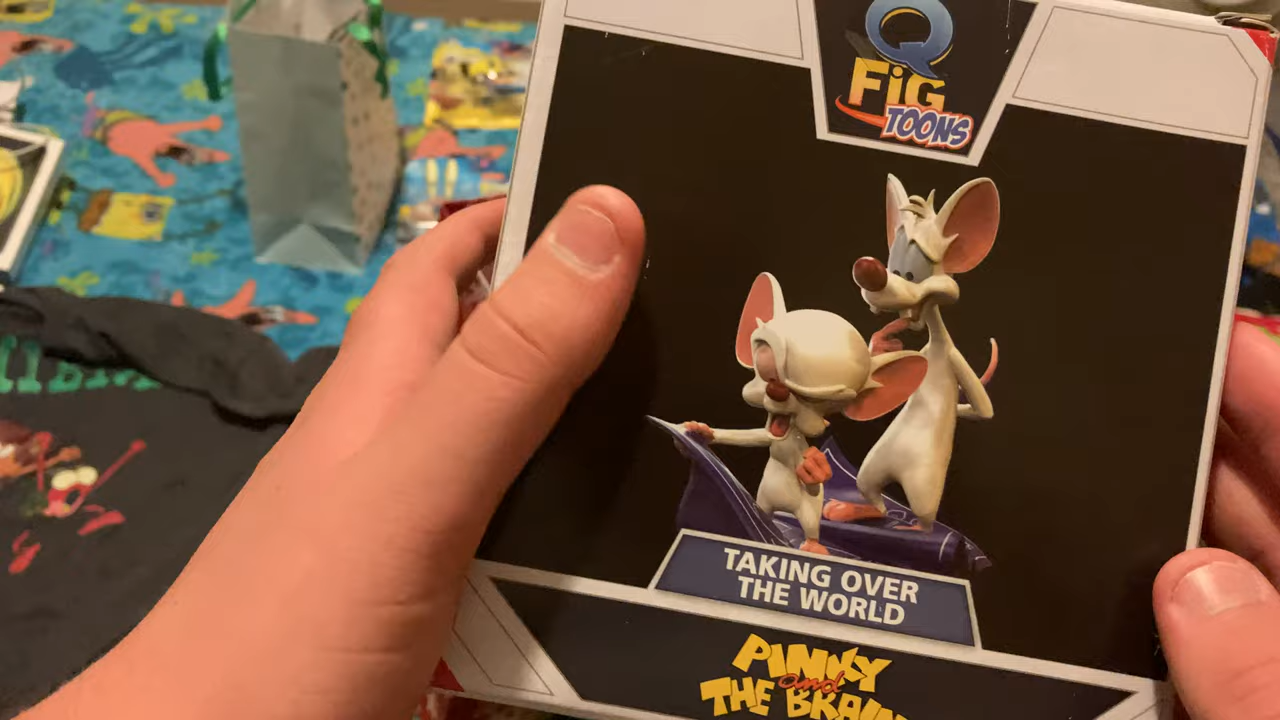 Q
FiG
TOONS
TAKING OVER
THE WORLD
PINKY
and
THE BRAIN